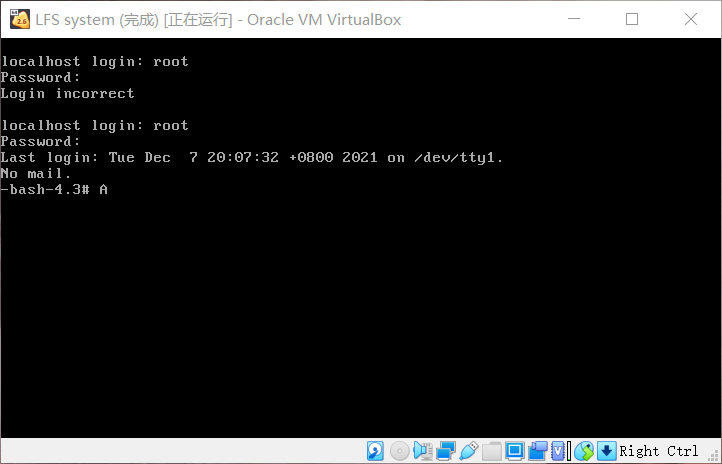 LFS system (完成) [正在运行] - Oracle VM VirtualBox
localhost login: root
Password:
Login incorrect
localhost login: root
Password:
Last login: Tue Dec  7 20:07:32 +0800 2021 on /dev/tty1.
No mail.
-bash-4.3# A
Right Ctrl